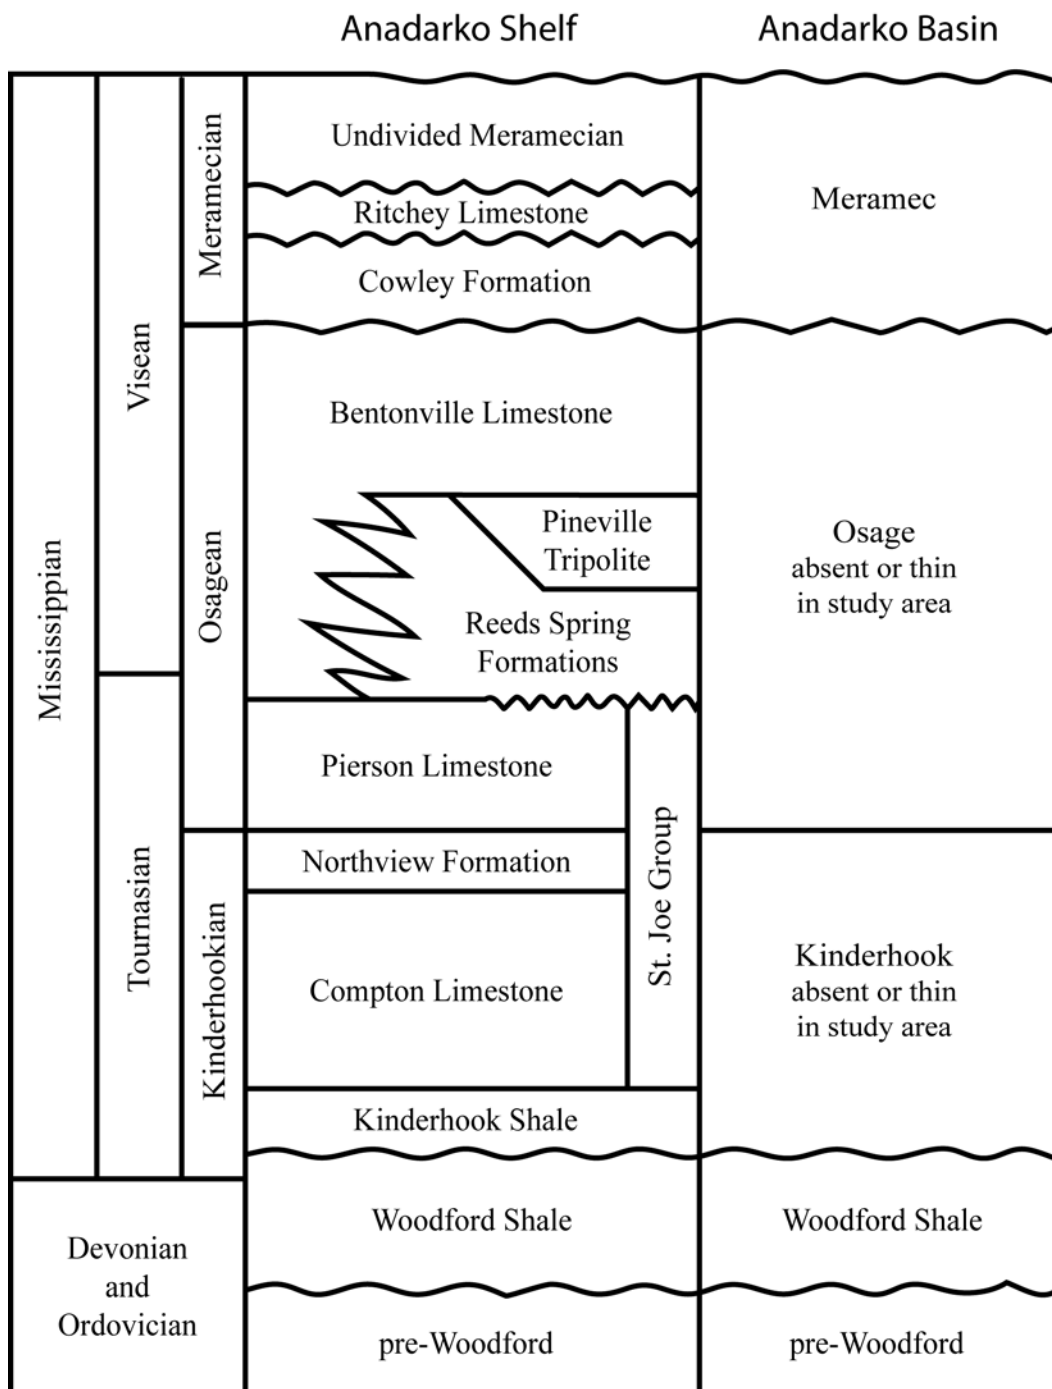 Anadarko Shelf
Anadarko Basin
Mississippian
Visean
Tournasian
Meramecian
Osagean
Kinderhookian
Devonian
and
Ordovician
Undivided Meramecian
Ritchey Limestone
Cowley Formation
Bentonville Limestone
Pineville
Tripolite
Reeds Spring
Formations
Pierson Limestone
Northview Formation
Compton Limestone
St. Joe Group
Kinderhook Shale
Woodford Shale
pre-Woodford
Meramec
Osage
absent or thin
in study area
Kinderhook
absent or thin
in study area
Woodford Shale
pre-Woodford